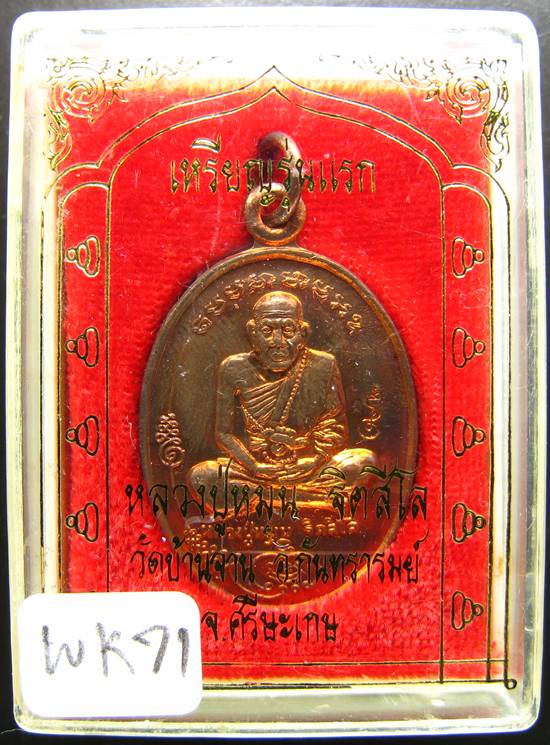 เหรียญรุ่นแรก
หลวงปู่หมุน ฐิตสีโล
วัดบ้านจาน อ.กันทรารมย์
จ.ศรีษะเกษ
WK71